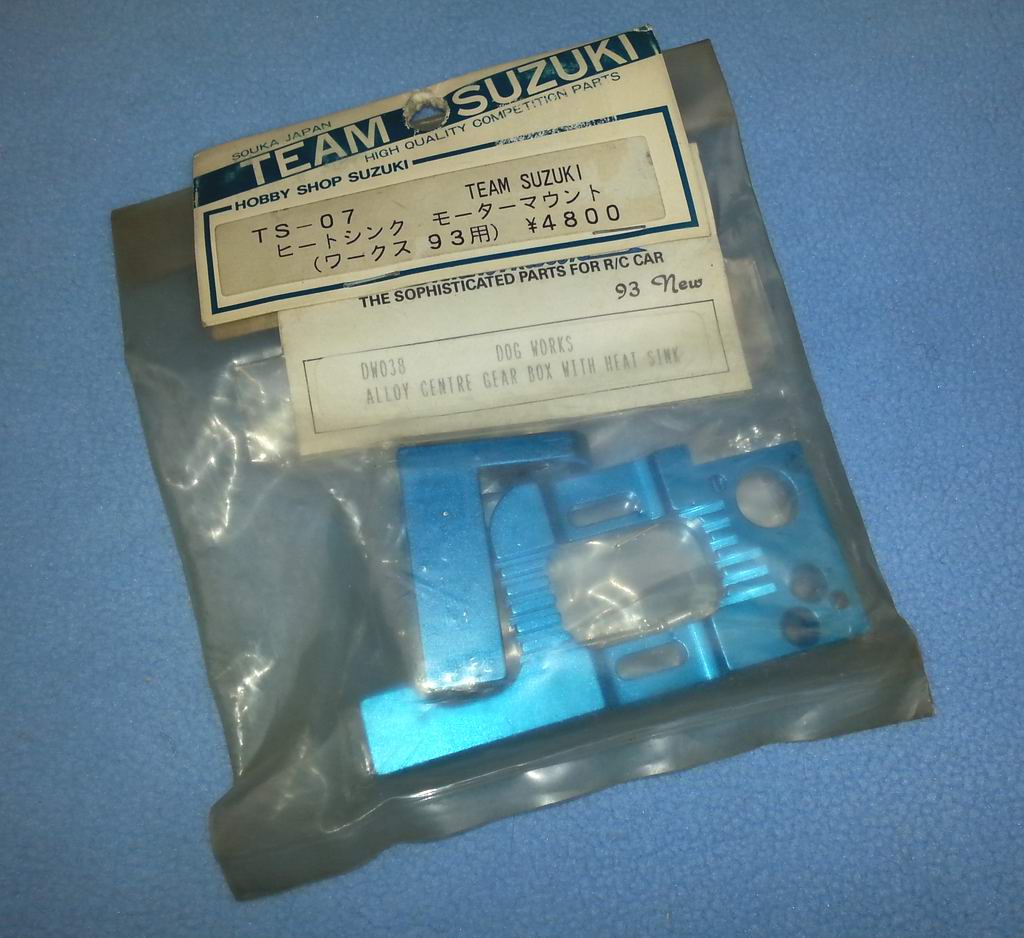 SOUKA JAPAN
TEAM SUZUKI
HIGH QUALITY COMPETITION PARTS
HOBBY SHOP SUZUKI
TS-07 TEAM SUZUKI
ヒートシンク モーターマウント
(ワークス 93用) ¥4800
THE SOPHISTICATED PARTS FOR R/C CAR
93 New
DW038 DOG WORKS
ALLOY CENTRE GEAR BOX WITH HEAT SINK